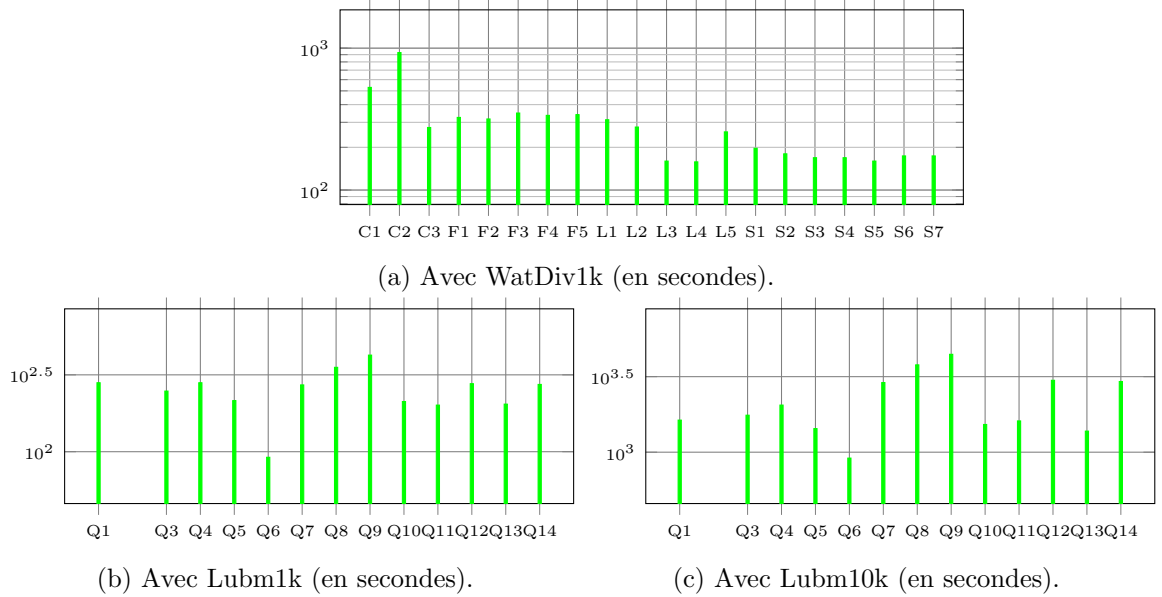 10^3
10^2
C1 C2 C3 F1 F2 F3 F4 F5 L1 L2 L3 L4 L5 S1 S2 S3 S4 S5 S6 S7
(a) Avec WatDiv1k (en secondes).
10^2.5
10^2
Q1 Q3 Q4 Q5 Q6 Q7 Q8 Q9 Q10 Q11 Q12 Q13 Q14
(b) Avec Lubm1k (en secondes).
10^3.5
10^3
Q1 Q3 Q4 Q5 Q6 Q7 Q8 Q9 Q10 Q11 Q12 Q13 Q14
(c) Avec Lubm10k (en secondes).